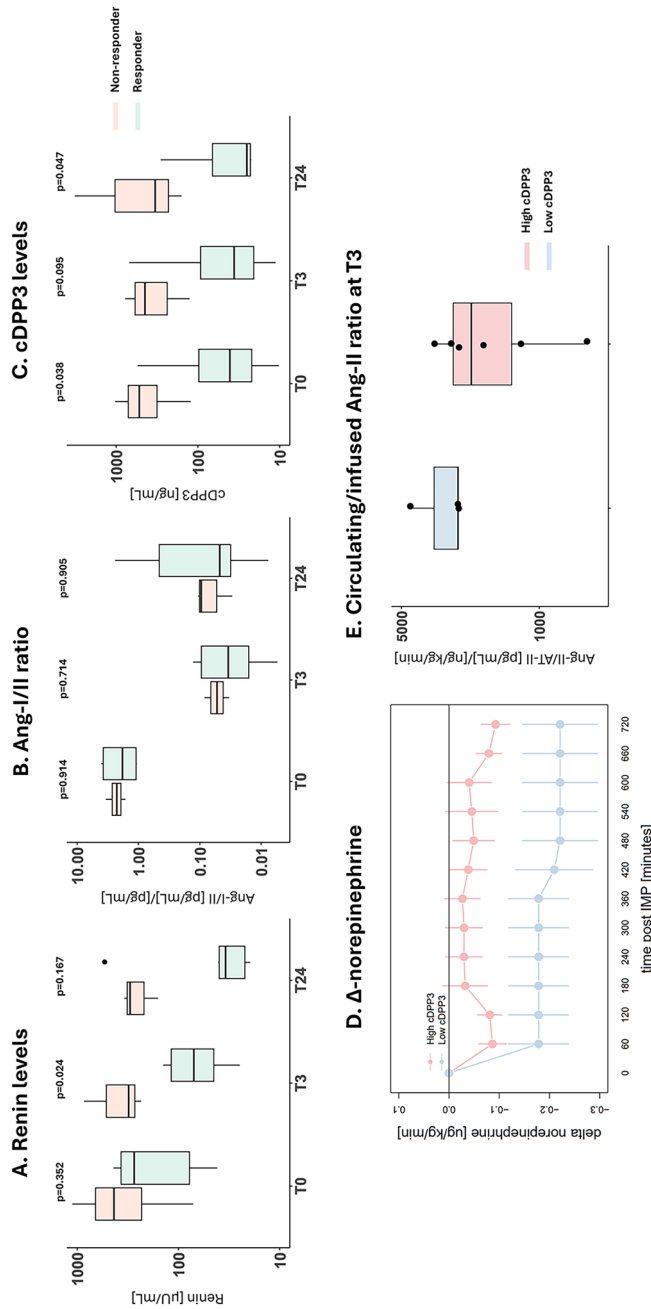 A. Renin levels
p=0.352
p=0.024
p=0.167
Renin [µU/mL]
1000
100
10
T0
T3
T24
B. Ang-I/II ratio
p=0.914
p=0.714
p=0.905
Ang-I/II [pg/mL]/[pg/mL]
10.00
1.00
0.10
0.01
T0
T3
T24
C. cDPP3 levels
Non-responder
Responder
p=0.038
p=0.095
p=0.047
cDPP3 [ng/mL]
1000
100
10
T0
T3
T24
D. Δ-norepinephrine
High cDPP3
Low cDPP3
delta norepinephrine [ug/kg/min]
0.1
0.0
-0.1
-0.2
-0.3
0
60
120
180
240
300
360
420
480
540
600
660
720
time post IMP [minutes]
E. Circulating/infused Ang-II ratio at T3
Ang-II/AT-II [pg/mL]/[ng/kg/min]
5000
1000
High cDPP3
Low cDPP3